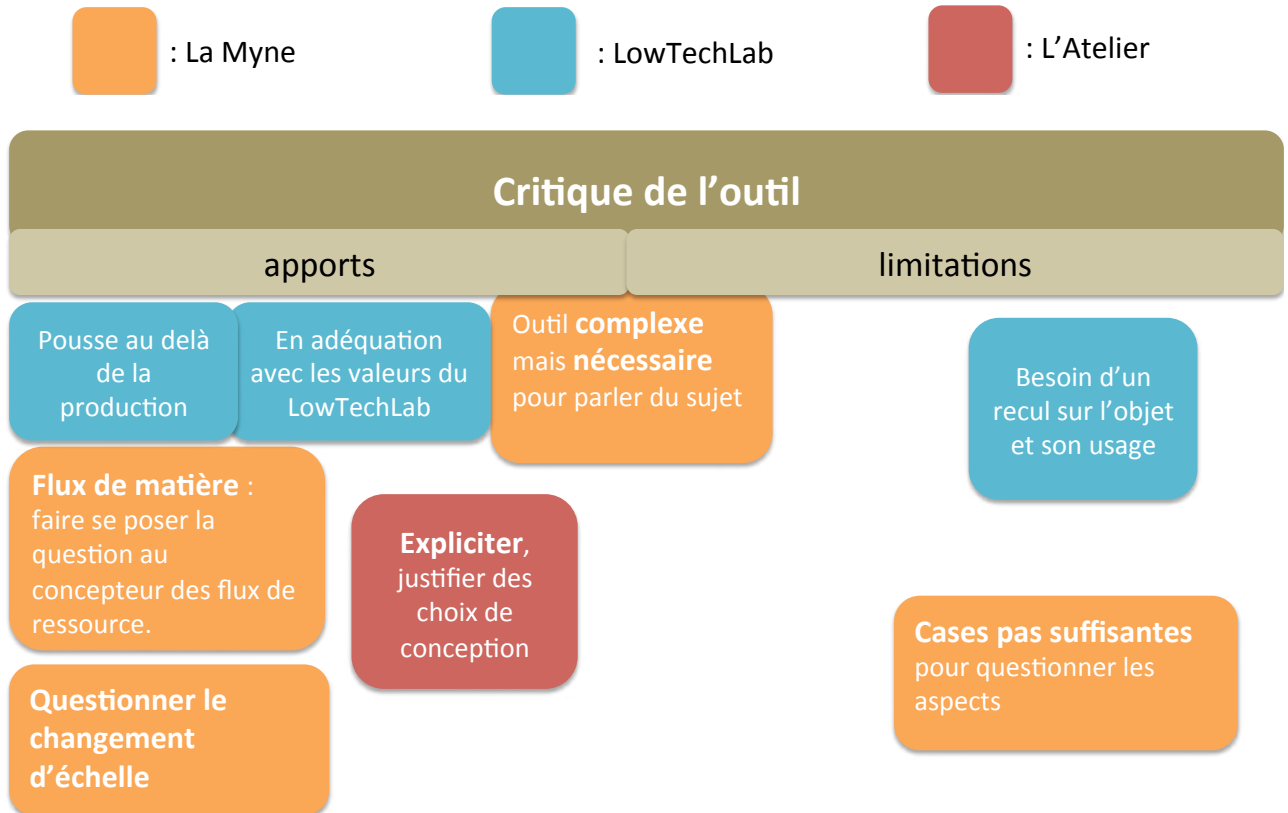 : La Myne
: LowTechLab
: L’Atelier
Critique de l’outil
apports
limitations
Pousse au delà
de la
production
En adéquation
avec les valeurs du
LowTechLab
Outil complexe
mais nécessaire
pour parler du sujet
Besoin d’un
recul sur l’objet
et son usage
Flux de matière :
faire se poser la
question au
concepteur des flux de
ressource.
Expliciter,
justifier des
choix de
conception
Cases pas suffisantes
pour questionner les
aspects
Questionner le
changement
d’échelle